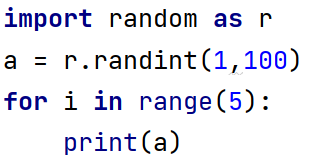 import random as r
a = r.randint(1,100)
for i in range(5):
    print(a)